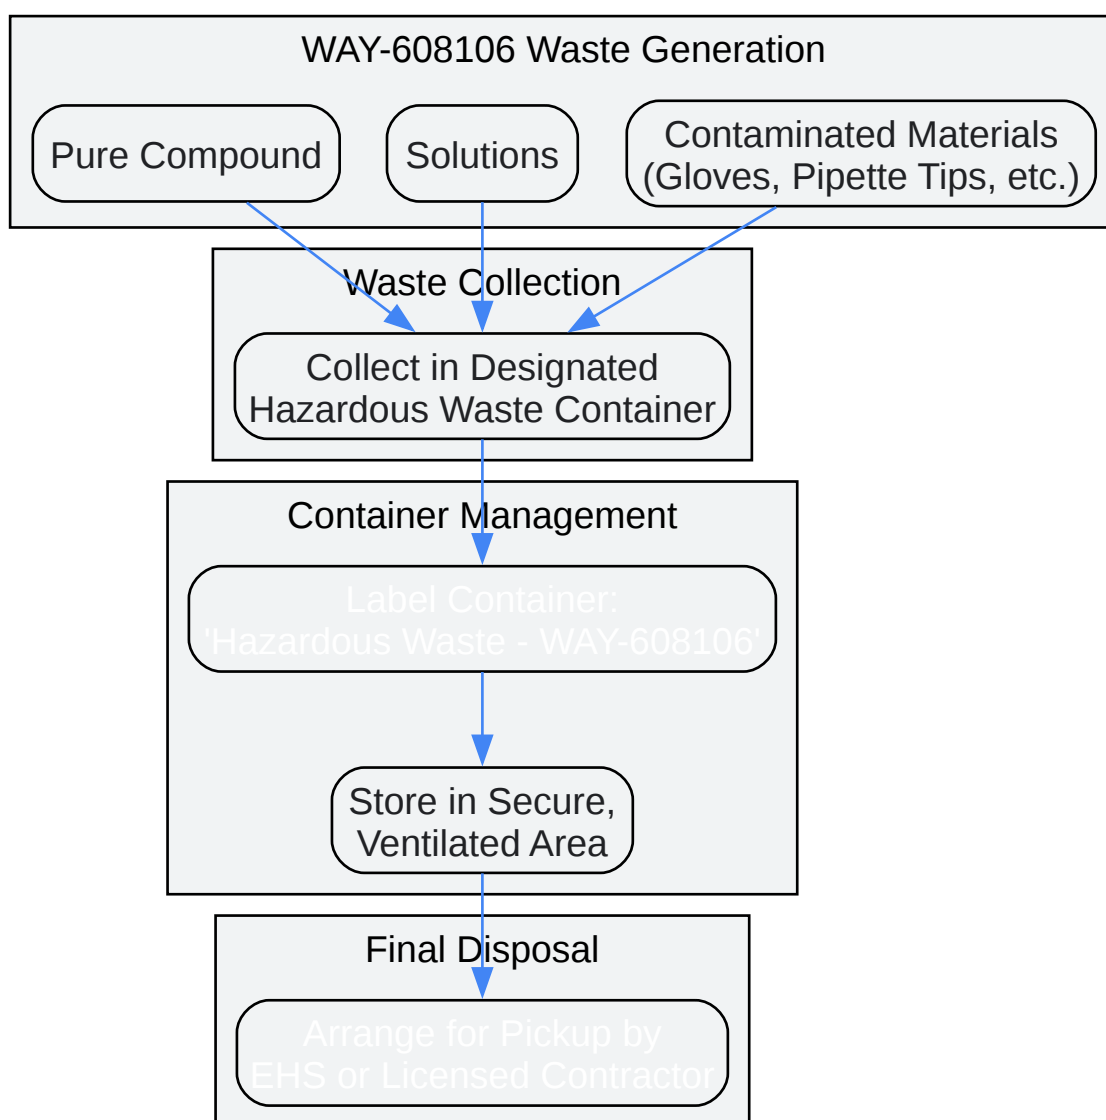 WAY-608106 Waste Generation
Pure Compound
Solutions
Contaminated Materials
(Gloves, Pipette Tips, etc.)
Waste Collection
Collect in Designated
Hazardous Waste Container
Container Management
Label Container:
'Hazardous Waste - WAY-608106'
Store in Secure,
Ventilated Area
Final Disposal
Arrange for Pickup by
EHS or Licensed Contractor